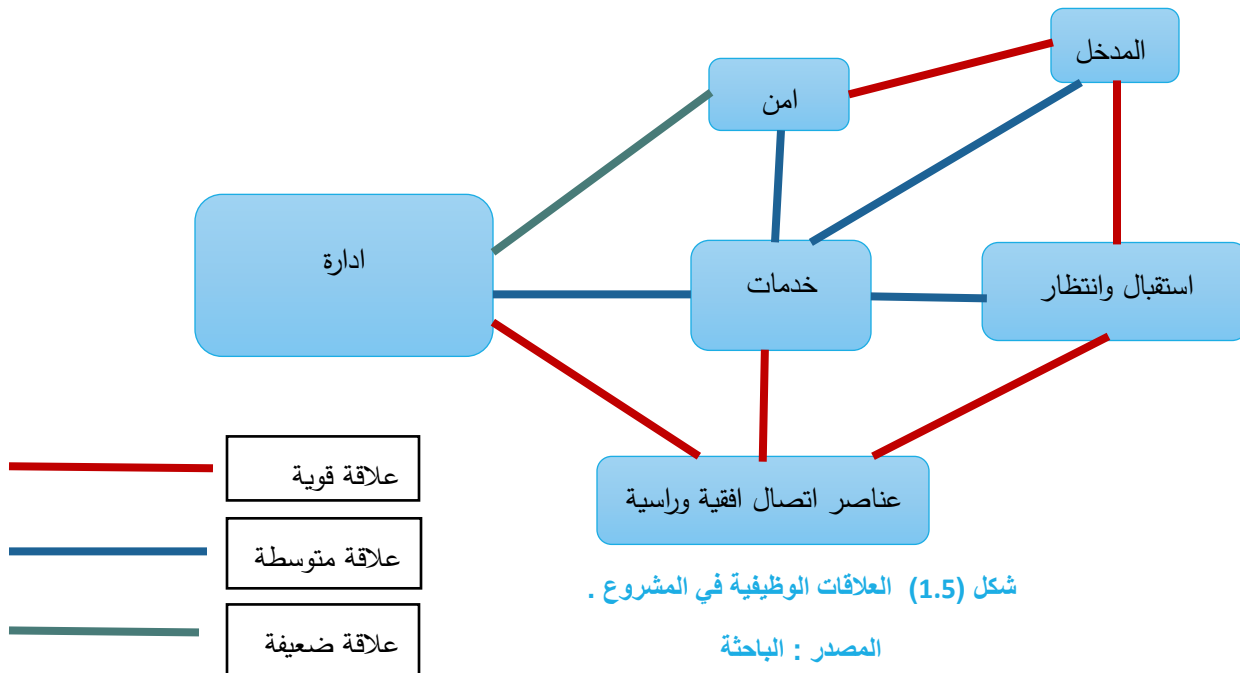 المدخل
امن
ادارة
خدمات
استقبال وانتظار
عناصر اتصال افقية وراسية
علاقة قوية
علاقة متوسطة
علاقة ضعيفة
شكل (1.5) العلاقات الوظيفية في المشروع .
المصدر : الباحثة